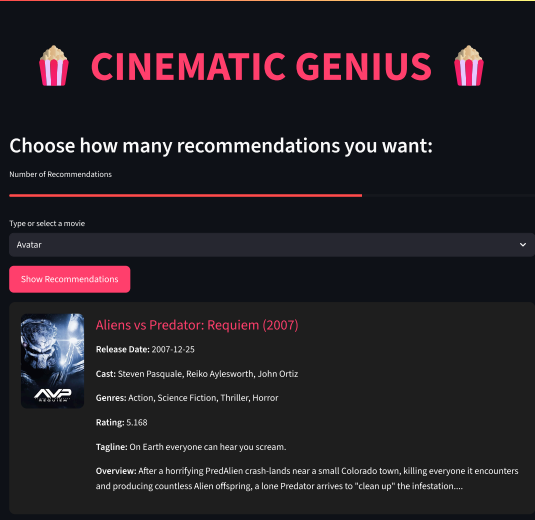 CINEMATIC GENIUS
Choose how many recommendations you want:
Number of Recommendations
Type or select a movie
Avatar
Show Recommendations
AVP
REQUIEM
Aliens vs Predator: Requiem (2007)
Release Date: 2007-12-25
Cast: Steven Pasquale, Reiko Aylesworth, John Ortiz
Genres: Action, Science Fiction, Thriller, Horror
Rating: 5.168
Tagline: On Earth everyone can hear you scream.
Overview: After a horrifying PredAlien crash-lands near a small Colorado town, killing everyone it encounters
and producing countless Alien offspring, a lone Predator arrives to "clean up" the infestation....